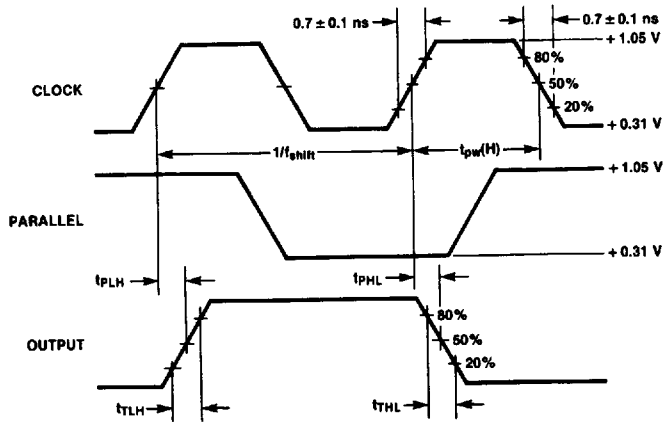 0.7 ± 0.1 ns
0.7 ± 0.1 ns
+ 1.05 V
80%
CLOCK
50%
20%
+ 0.31 V
1/fshift
tpw(H)
+ 1.05 V
PARALLEL
+ 0.31 V
tPLH
tPHL
80%
OUTPUT
50%
20%
tTLH
tTHL